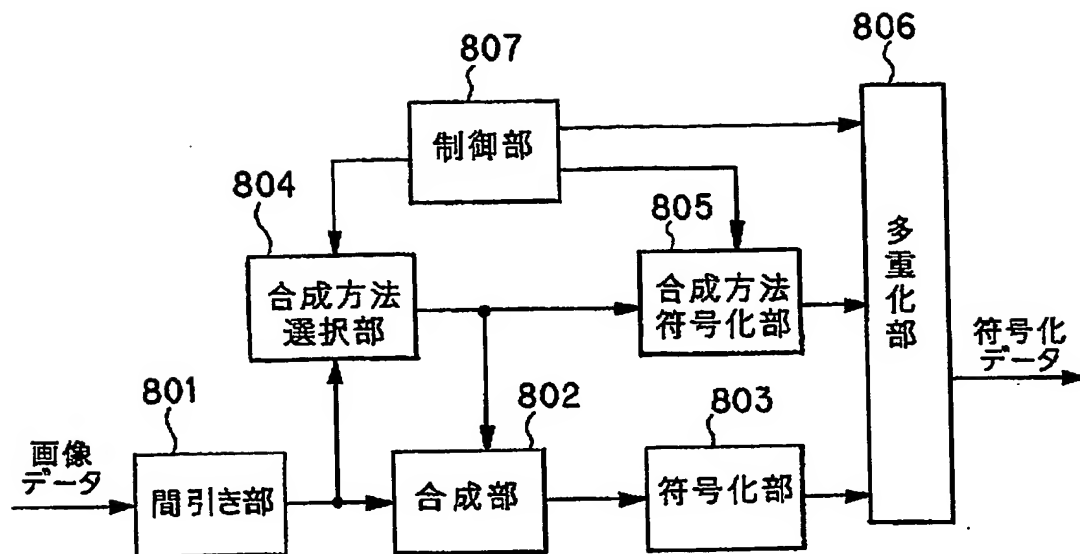 807
制御部
806
多重化部
804
合成方法
選択部
805
合成方法
符号化部
符号化
データ
801
画像
データ
間引き部
802
合成部
803
符号化部